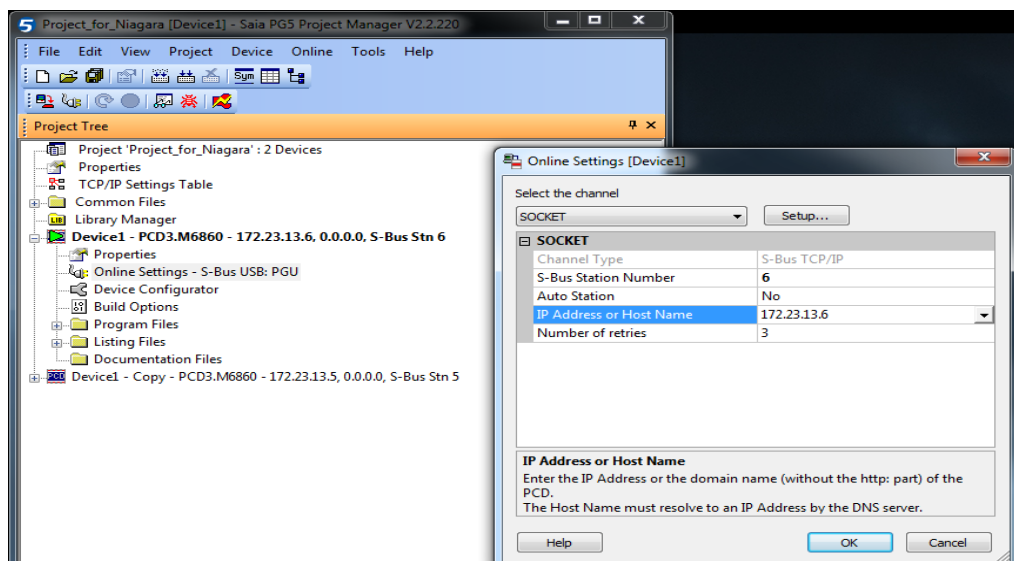 Project_for_Niagara [Device1] - Saia PG5 Project Manager V2.2.220
File Edit View Project Device Online Tools Help
Sym
Project Tree
Project 'Project_for_Niagara' : 2 Devices
Properties
TCP/IP Settings Table
Common Files
LIB Library Manager
Device1 - PCD3.M6860 - 172.23.13.6, 0.0.0.0, S-Bus Stn 6
Properties
Online Settings - S-Bus USB: PGU
Device Configurator
Build Options
Program Files
Listing Files
Documentation Files
PCD Device1 - Copy - PCD3.M6860 - 172.23.13.5, 0.0.0.0, S-Bus Stn 5
Online Settings [Device1]
Select the channel
SOCKET Setup...
SOCKET
Channel Type S-Bus TCP/IP
S-Bus Station Number 6
Auto Station No
IP Address or Host Name 172.23.13.6
Number of retries 3
IP Address or Host Name
Enter the IP Address or the domain name (without the http: part) of the
PCD.
The Host Name must resolve to an IP Address by the DNS server.
Help OK Cancel